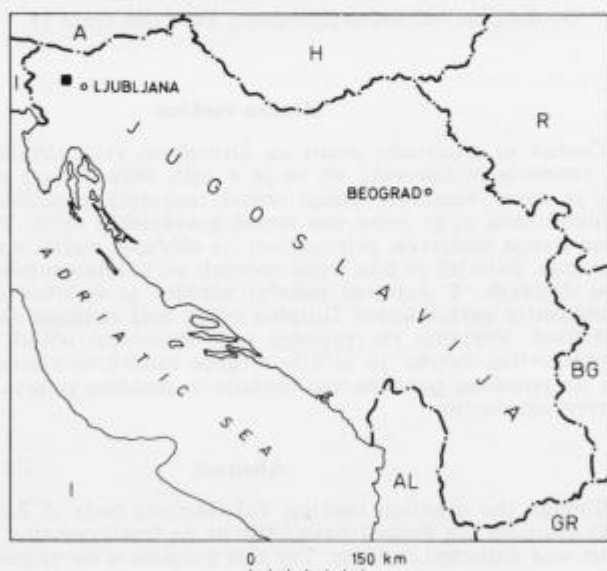 A
H
I
LJUBLJANA
R
JUGOSLAVIJA
BEOGRAD
ADRIATIC SEA
BG
I
AL
GR
0 150 km